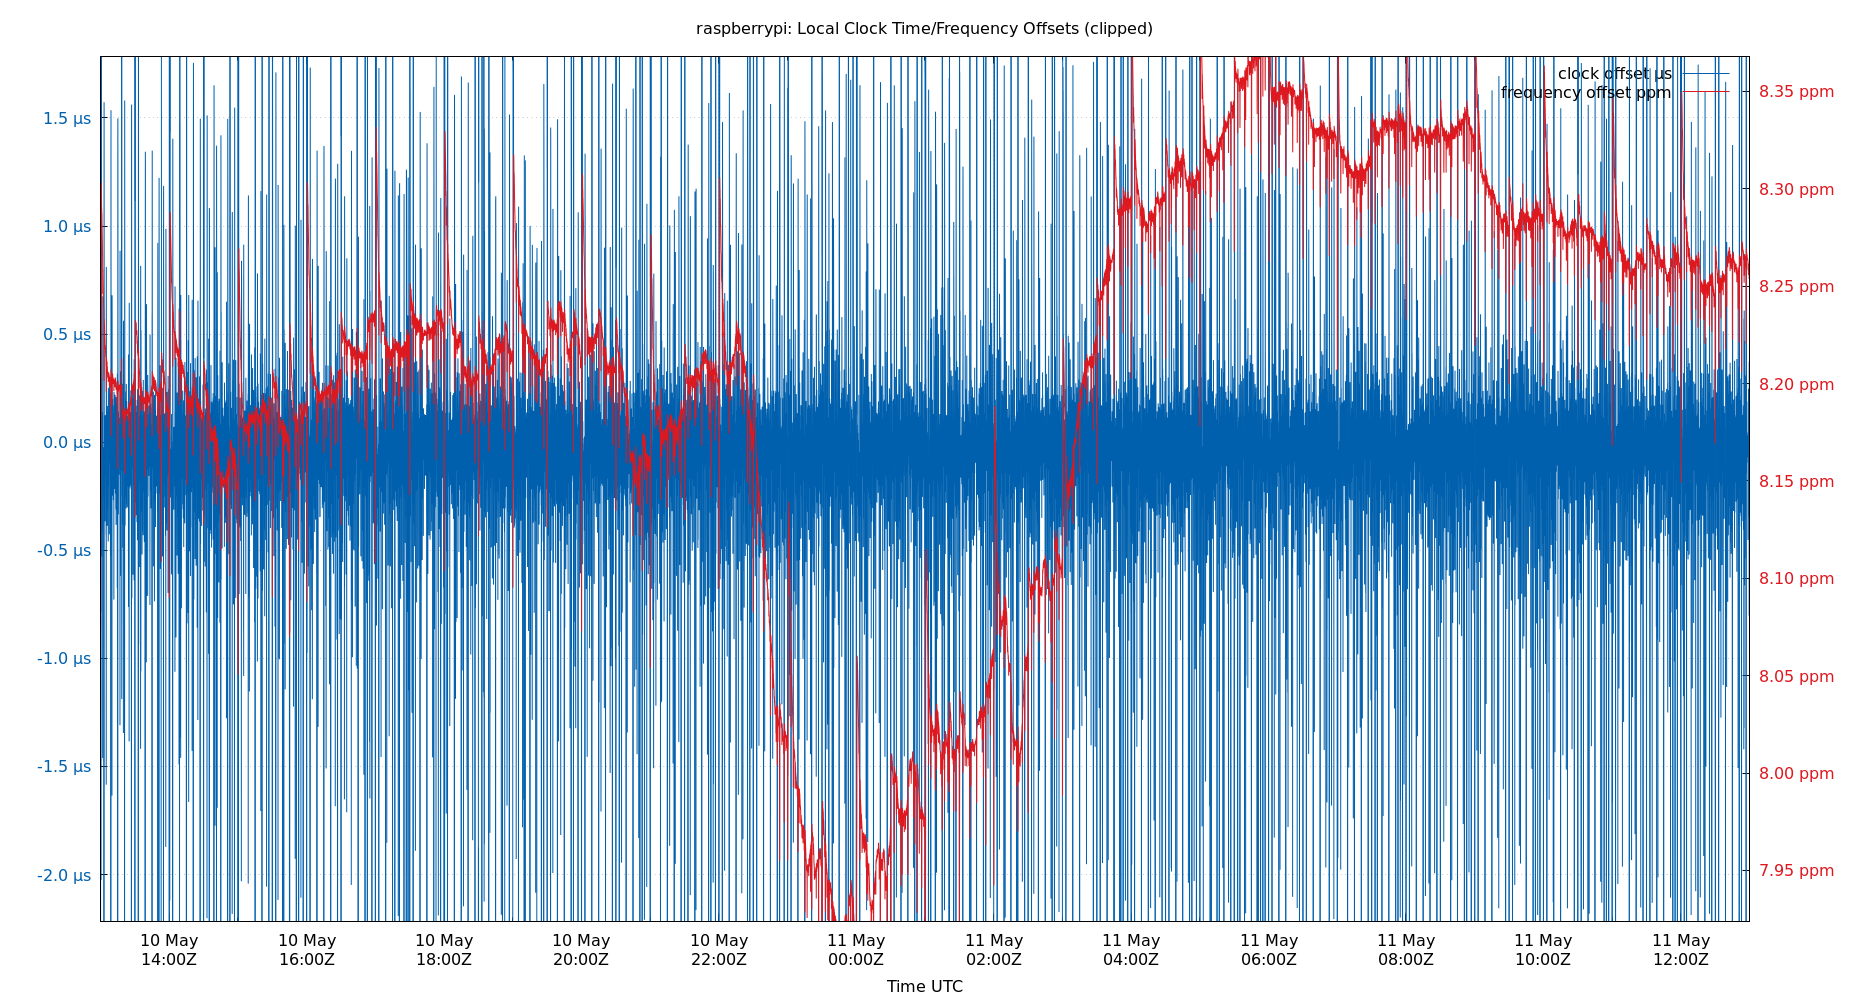 raspberrypi: Local Clock Time/Frequency Offsets (clipped)
clock offset µs
frequency offset ppm
1.5 µs
1.0 µs
0.5 µs
0.0 µs
-0.5 µs
-1.0 µs
-1.5 µs
-2.0 µs
8.35 ppm
8.30 ppm
8.25 ppm
8.20 ppm
8.15 ppm
8.10 ppm
8.05 ppm
8.00 ppm
7.95 ppm
10 May
14:00Z
10 May
16:00Z
10 May
18:00Z
10 May
20:00Z
10 May
22:00Z
11 May
00:00Z
11 May
02:00Z
11 May
04:00Z
11 May
06:00Z
11 May
08:00Z
11 May
10:00Z
11 May
12:00Z
Time UTC